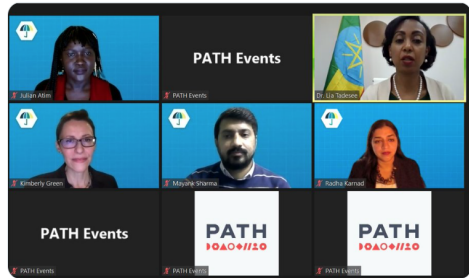 PATH Events
Julian Atim
PATH Events
Dr. Lia Tadesse
Kimberly Green
Mayank Sharma
Radha Karnad
PATH Events
PATH
PATH
PATH Events
PATH Events
PATH Events